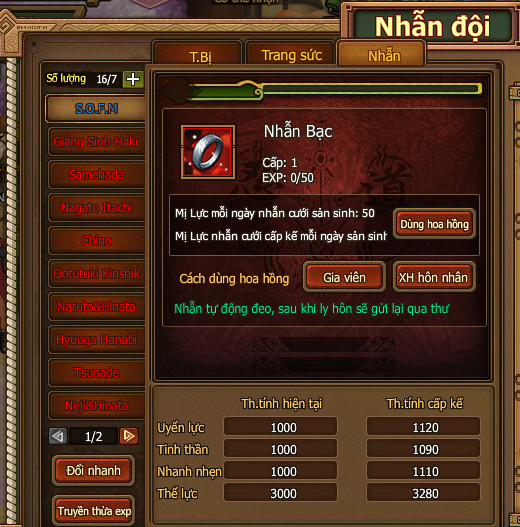 Nhẫn đội
T.Bị
Trang sức
Nhẫn
Số lượng 16/7
S.O.F.M
Giáng Sinh-Haku
Samehada
Nagato Itachi
Chino
Ootutuki Kinshik
Naruto&Hinata
Hyuuga Hanabi
Tsunade
Neji&Hinata
1/2
Đổi nhanh
Truyền thừa exp
Nhẫn Bạc
Cấp: 1
EXP: 0/50
Mị Lực mỗi ngày nhẫn cưới sản sinh: 50
Mị Lực nhẫn cưới cấp kế mỗi ngày sản sinh
Dùng hoa hồng
Cách dùng hoa hồng
Gia viên
XH hôn nhân
Nhẫn tự động đeo, sau khi ly hôn sẽ gửi lại qua thư
Th.tính hiện tại Th.tính cấp kế
Uyển lực 1000 1120
Tinh thần 1000 1090
Nhanh nhẹn 1000 1110
Thể lực 3000 3280